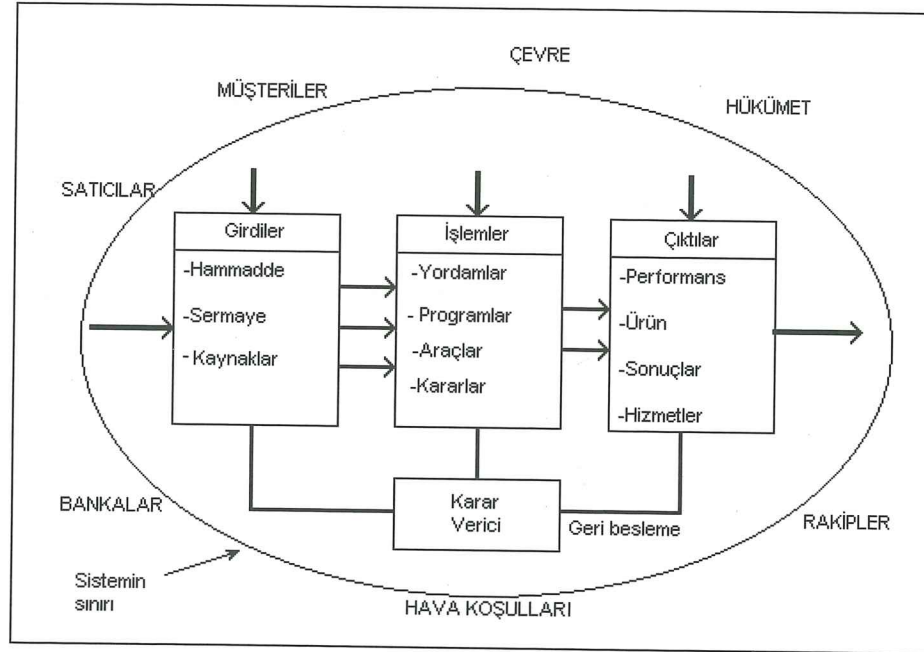 ÇEVRE
MÜŞTERİLER
HÜKÜMET
SATICILAR
Girdiler
-Hammadde
-Sermaye
- Kaynaklar
İşlemler
-Yordamlar
- Programlar
-Araçlar
-Kararlar
Çıktılar
-Performans
-Ürün
-Sonuçlar
-Hizmetler
Karar
Verici
Geri besleme
BANKALAR
RAKİPLER
Sistemin
sınırı
HAVA KOŞULLARI